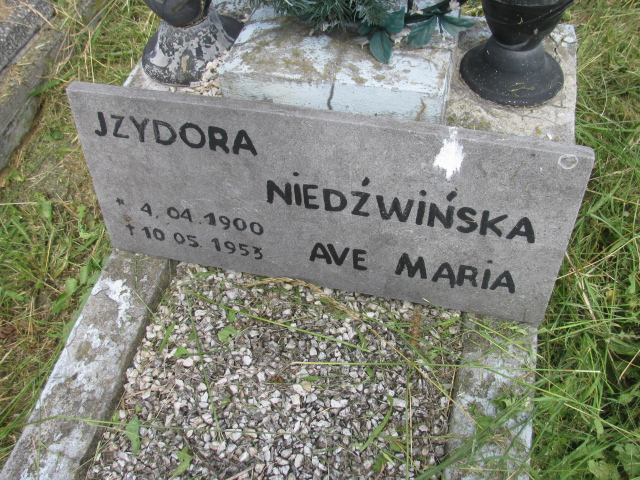 JZYDORA
NIEDŹWIŃSKA
* 4.04.1900
† 10.05.1953
AVE MARIA